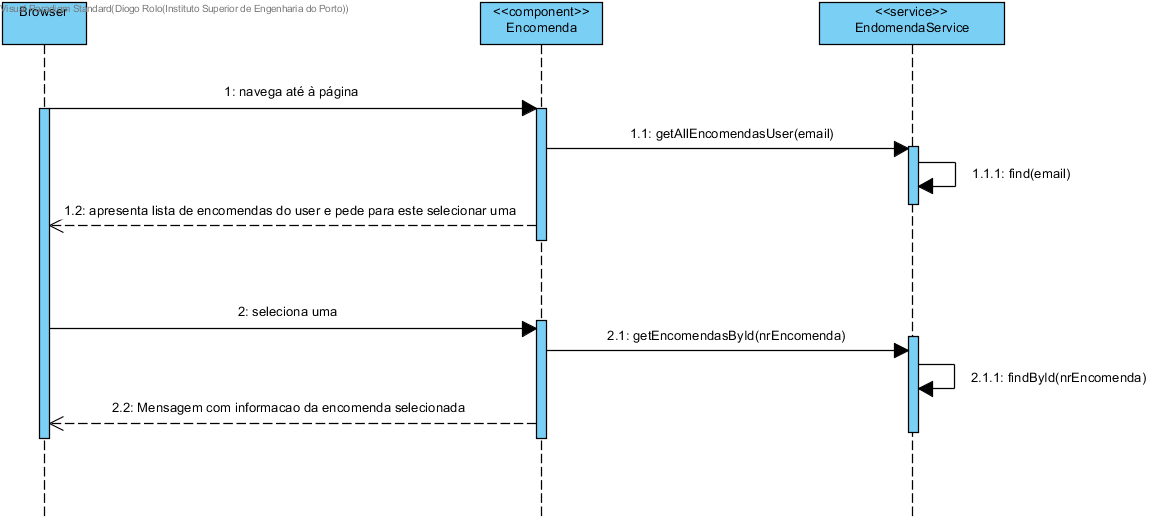 Visual Paradigm Standard(Diogo Rolo(Instituto Superior de Engenharia do Porto))
Browser
<<component>>
Encomenda
<<service>>
EndomendaService
1: navega até à página
1.1: getAllEncomendasUser(email)
1.1.1: find(email)
1.2: apresenta lista de encomendas do user e pede para este selecionar uma
2: seleciona uma
2.1: getEncomendasById(nrEncomenda)
2.1.1: findById(nrEncomenda)
2.2: Mensagem com informacao da encomenda selecionada